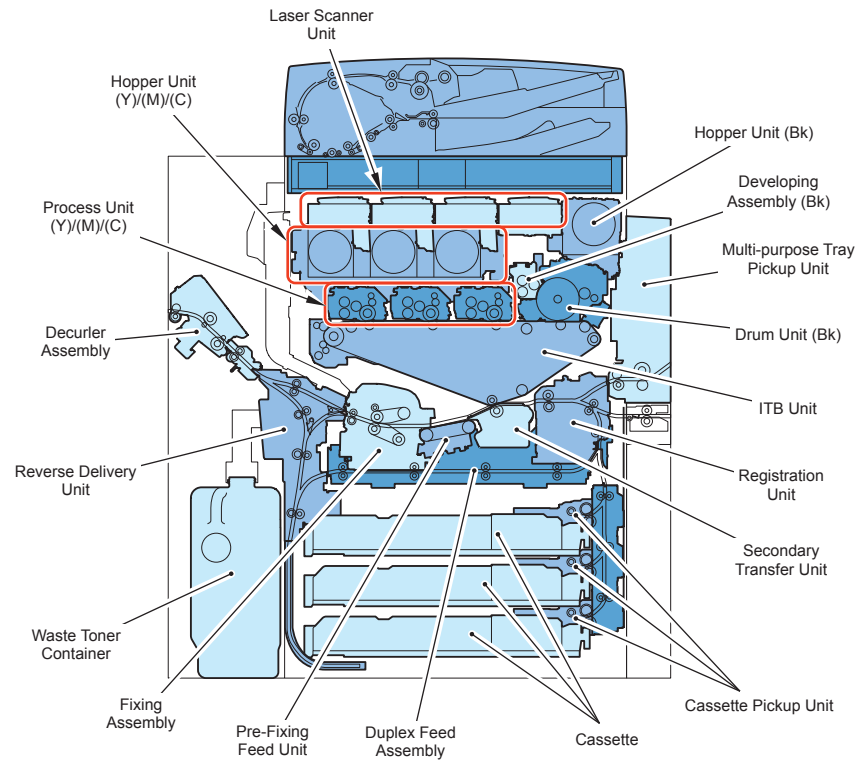 Laser Scanner
Unit
Hopper Unit
(Y)/(M)/(C)
Hopper Unit (Bk)
Developing
Assembly (Bk)
Process Unit
(Y)/(M)/(C)
Multi-purpose Tray
Pickup Unit
Decurler
Assembly
Drum Unit (Bk)
ITB Unit
Reverse Delivery
Unit
Registration
Unit
Secondary
Transfer Unit
Waste Toner
Container
Fixing
Assembly
Pre-Fixing
Feed Unit
Duplex Feed
Assembly
Cassette
Cassette Pickup Unit